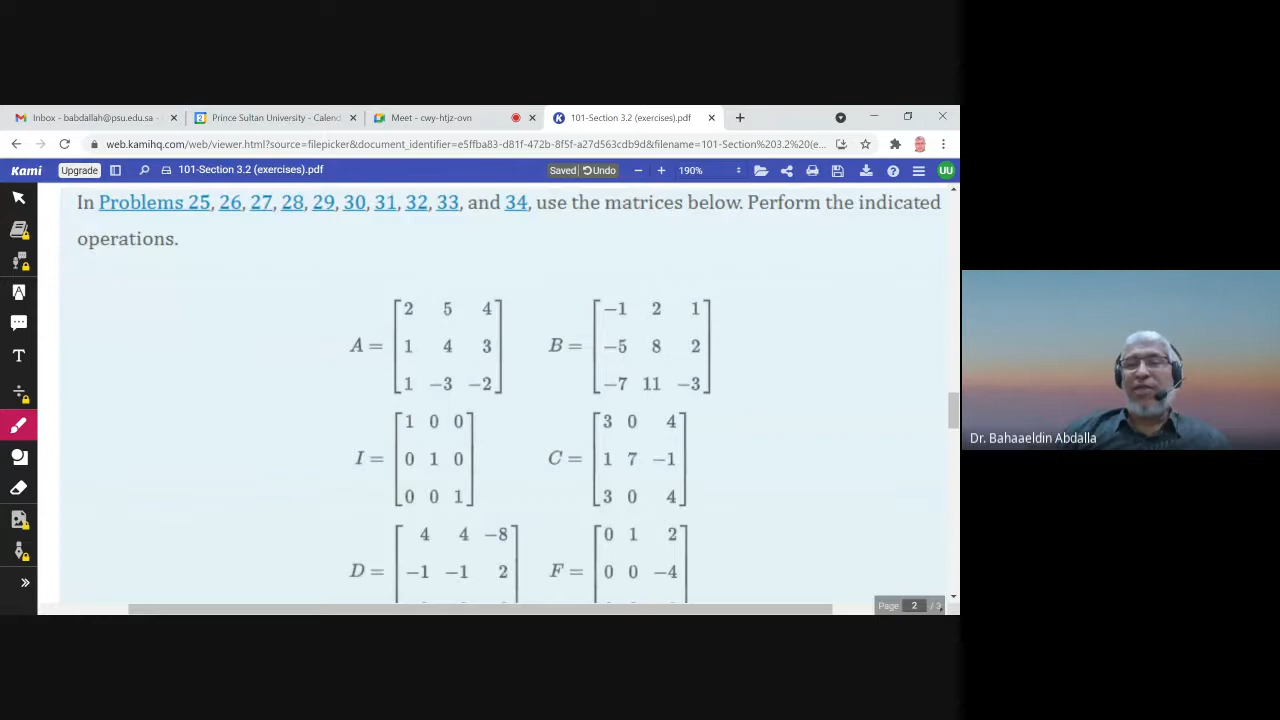 Inbox - babdallah@psu.edu.sa -
Prince Sultan University - Calend
Meet - cwy-htjz-ovn
101-Section 3.2 (exercises).pdf
web.kamihq.com/web/viewer.html?source=filepicker&document_identifier=e5ffba83-d81f-472b-8f5f-a27d563cdb9d&filename=101-Section%203.2%20(e...
Kami Upgrade 101-Section 3.2 (exercises).pdf Saved Undo 190% UU
In Problems 25, 26, 27, 28, 29, 30, 31, 32, 33, and 34, use the matrices below. Perform the indicated
operations.
2 5 4 −1 2 1
A = 1 4 3 B = −5 8 2
1 −3 −2 −7 11 −3
1 0 0 3 0 4
I = 0 1 0 C = 1 7 −1
0 0 1 3 0 4
4 4 −8 0 1 2
D = −1 −1 2 F = 0 0 −4
Page 2 / 3
Dr. Bahaaeldin Abdalla